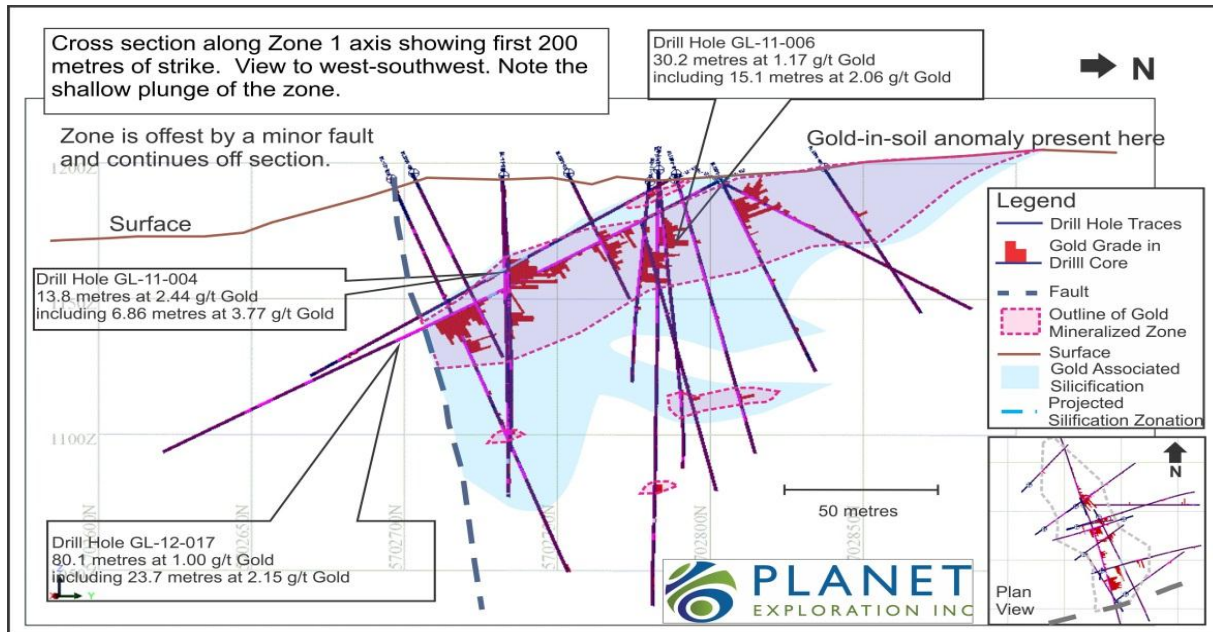 Cross section along Zone 1 axis showing first 200
metres of strike. View to west-southwest. Note the
shallow plunge of the zone.
Drill Hole GL-11-006
30.2 metres at 1.17 g/t Gold
including 15.1 metres at 2.06 g/t Gold
N
Zone is offest by a minor fault
and continues off section.
Gold-in-soil anomaly present here
1200Z
Surface
Drill Hole GL-11-004
13.8 metres at 2.44 g/t Gold
including 6.86 metres at 3.77 g/t Gold
1100Z
Legend
Drill Hole Traces
Gold Grade in
Drilll Core
Fault
Outline of Gold
Mineralized Zone
Surface
Gold Associated
Silicification
Projected
Silification Zonation
5702700N
50 metres
Drill Hole GL-12-017
80.1 metres at 1.00 g/t Gold
including 23.7 metres at 2.15 g/t Gold
Y
PLANET
EXPLORATION INC
N
Plan
View